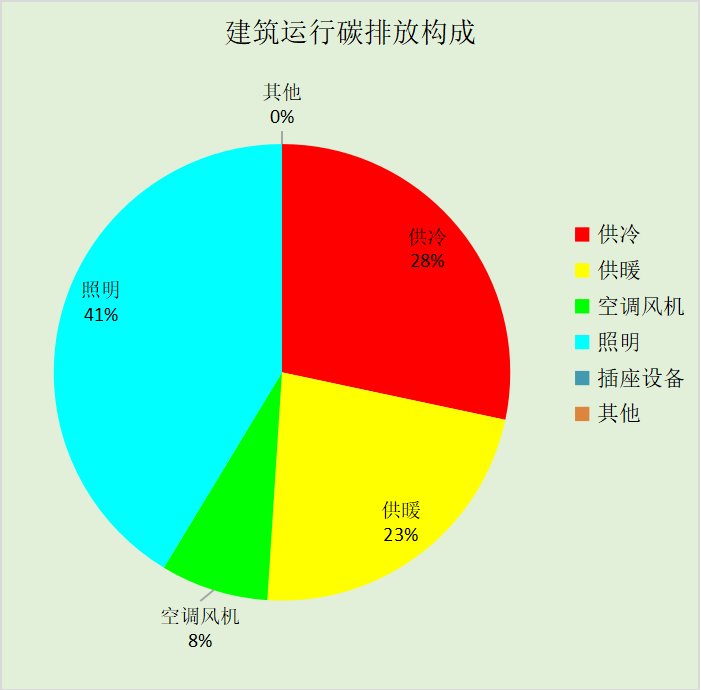 建筑运行碳排放构成
其他
0%
供冷
28%
照明
41%
供暖
23%
空调风机
8%
供冷
供暖
空调风机
照明
插座设备
其他